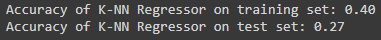 Accuracy of K-NN Regressor on training set: 0.40
Accuracy of K-NN Regressor on test set: 0.27